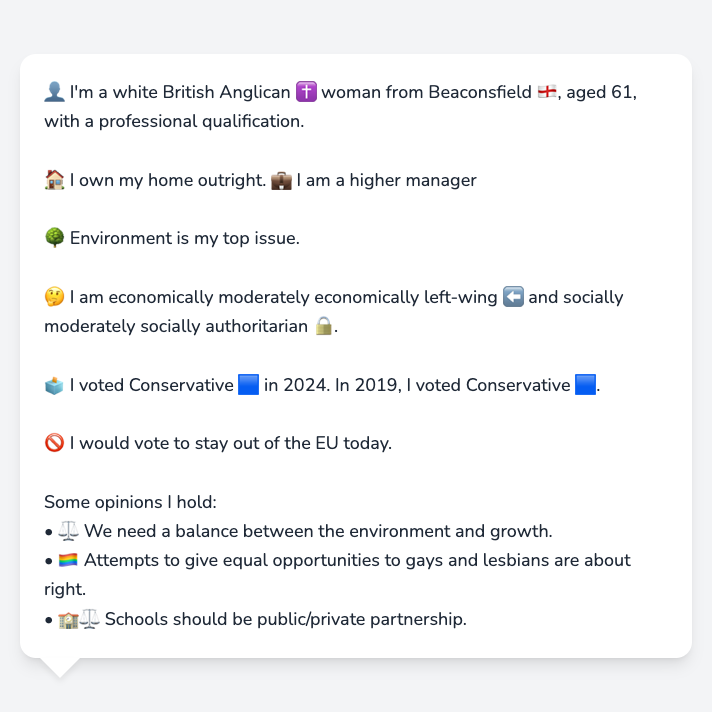 👤 I'm a white British Anglican ✝️ woman from Beaconsfield 🏴󠁧󠁢󠁥󠁮󠁧󠁿, aged 61,
with a professional qualification.
🏠 I own my home outright. 💼 I am a higher manager
🌳 Environment is my top issue.
🤔 I am economically moderately economically left-wing ⬅️ and socially
moderately socially authoritarian 🔒.
🗳️ I voted Conservative 🟦 in 2024. In 2019, I voted Conservative 🟦.
🚫 I would vote to stay out of the EU today.
Some opinions I hold:
• ⚖️ We need a balance between the environment and growth.
• 🏳️‍🌈 Attempts to give equal opportunities to gays and lesbians are about
right.
• 🏫⚖️ Schools should be public/private partnership.